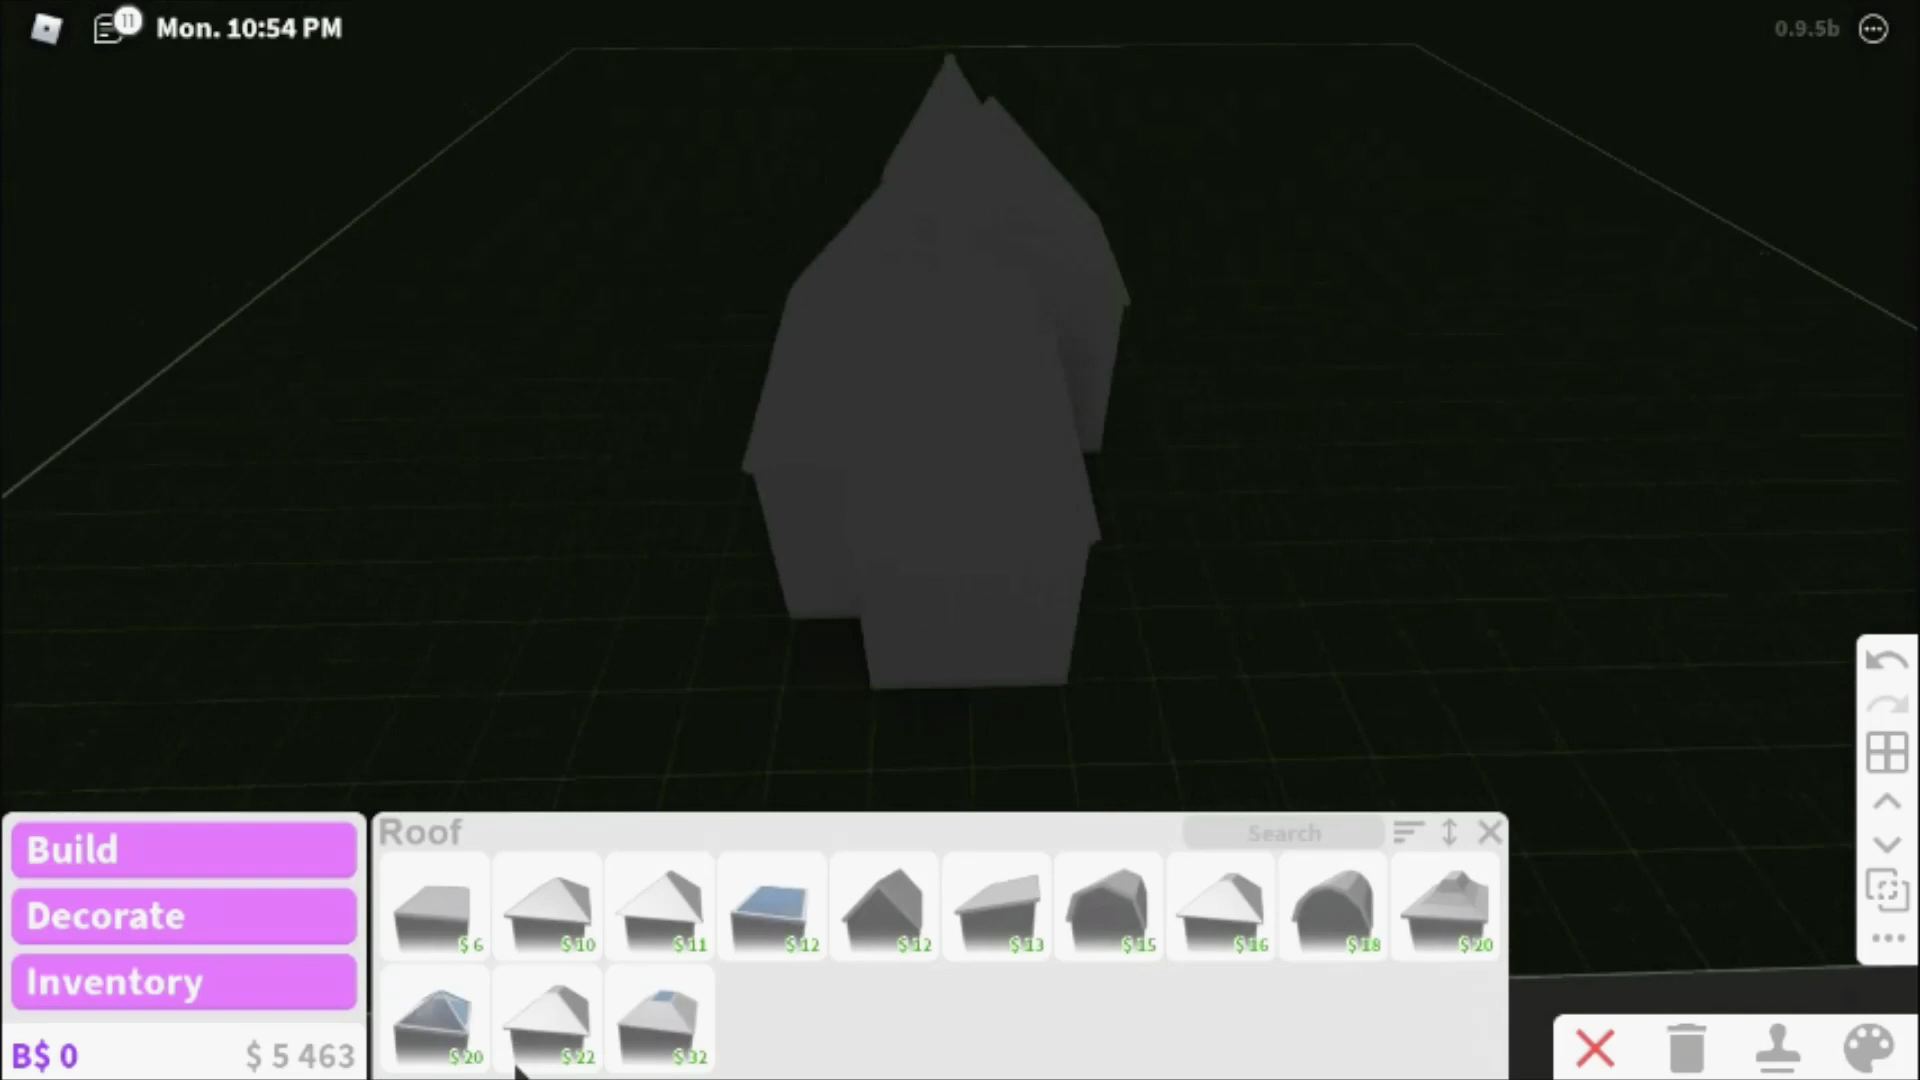 11
Mon. 10:54 PM
0.9.5b
Build
Decorate
Inventory
B$ 0
$ 5 463
Roof
Search
$ 6
$ 10
$ 11
$ 12
$ 12
$ 13
$ 15
$ 16
$ 18
$ 20
$ 20
$ 22
$ 32